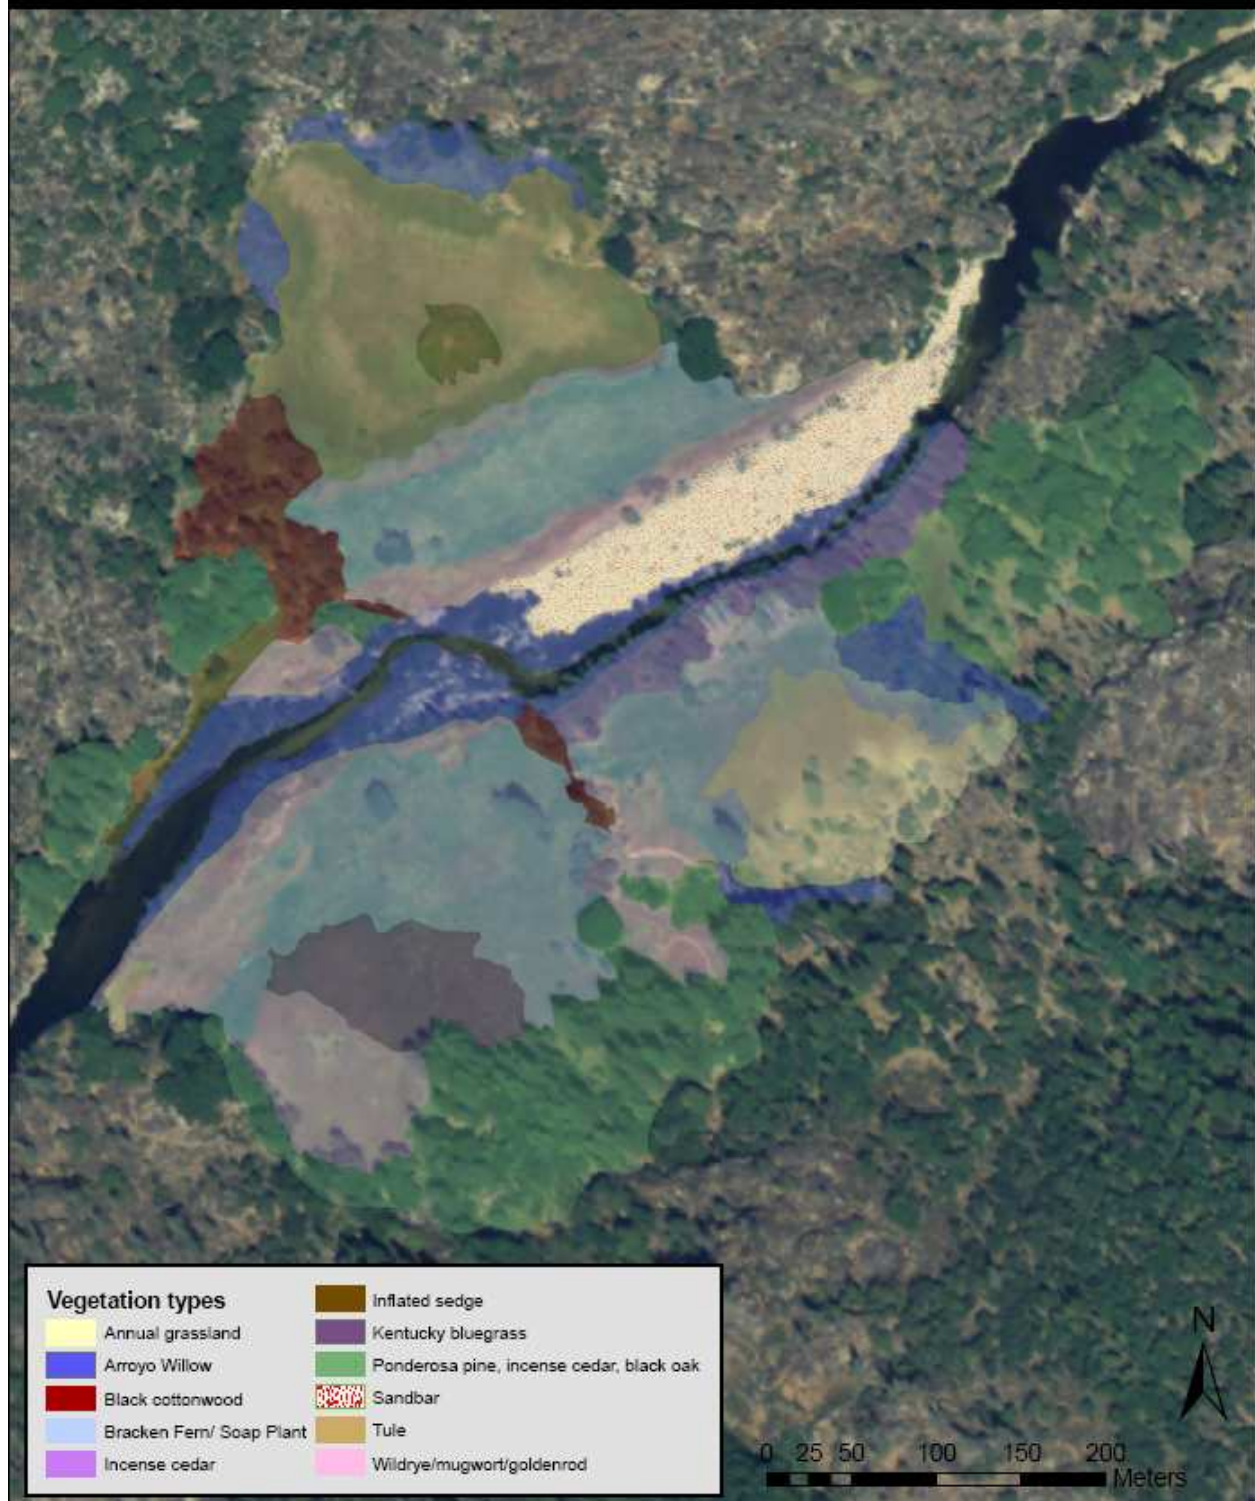 Vegetation types
Annual grassland
Arroyo Willow
Black cottonwood
Bracken Fern/ Soap Plant
Incense cedar
Inflated sedge
Kentucky bluegrass
Ponderosa pine, incense cedar, black oak
Sandbar
Tule
Wildrye/mugwort/goldenrod
N
0 25 50 100 150 200
Meters